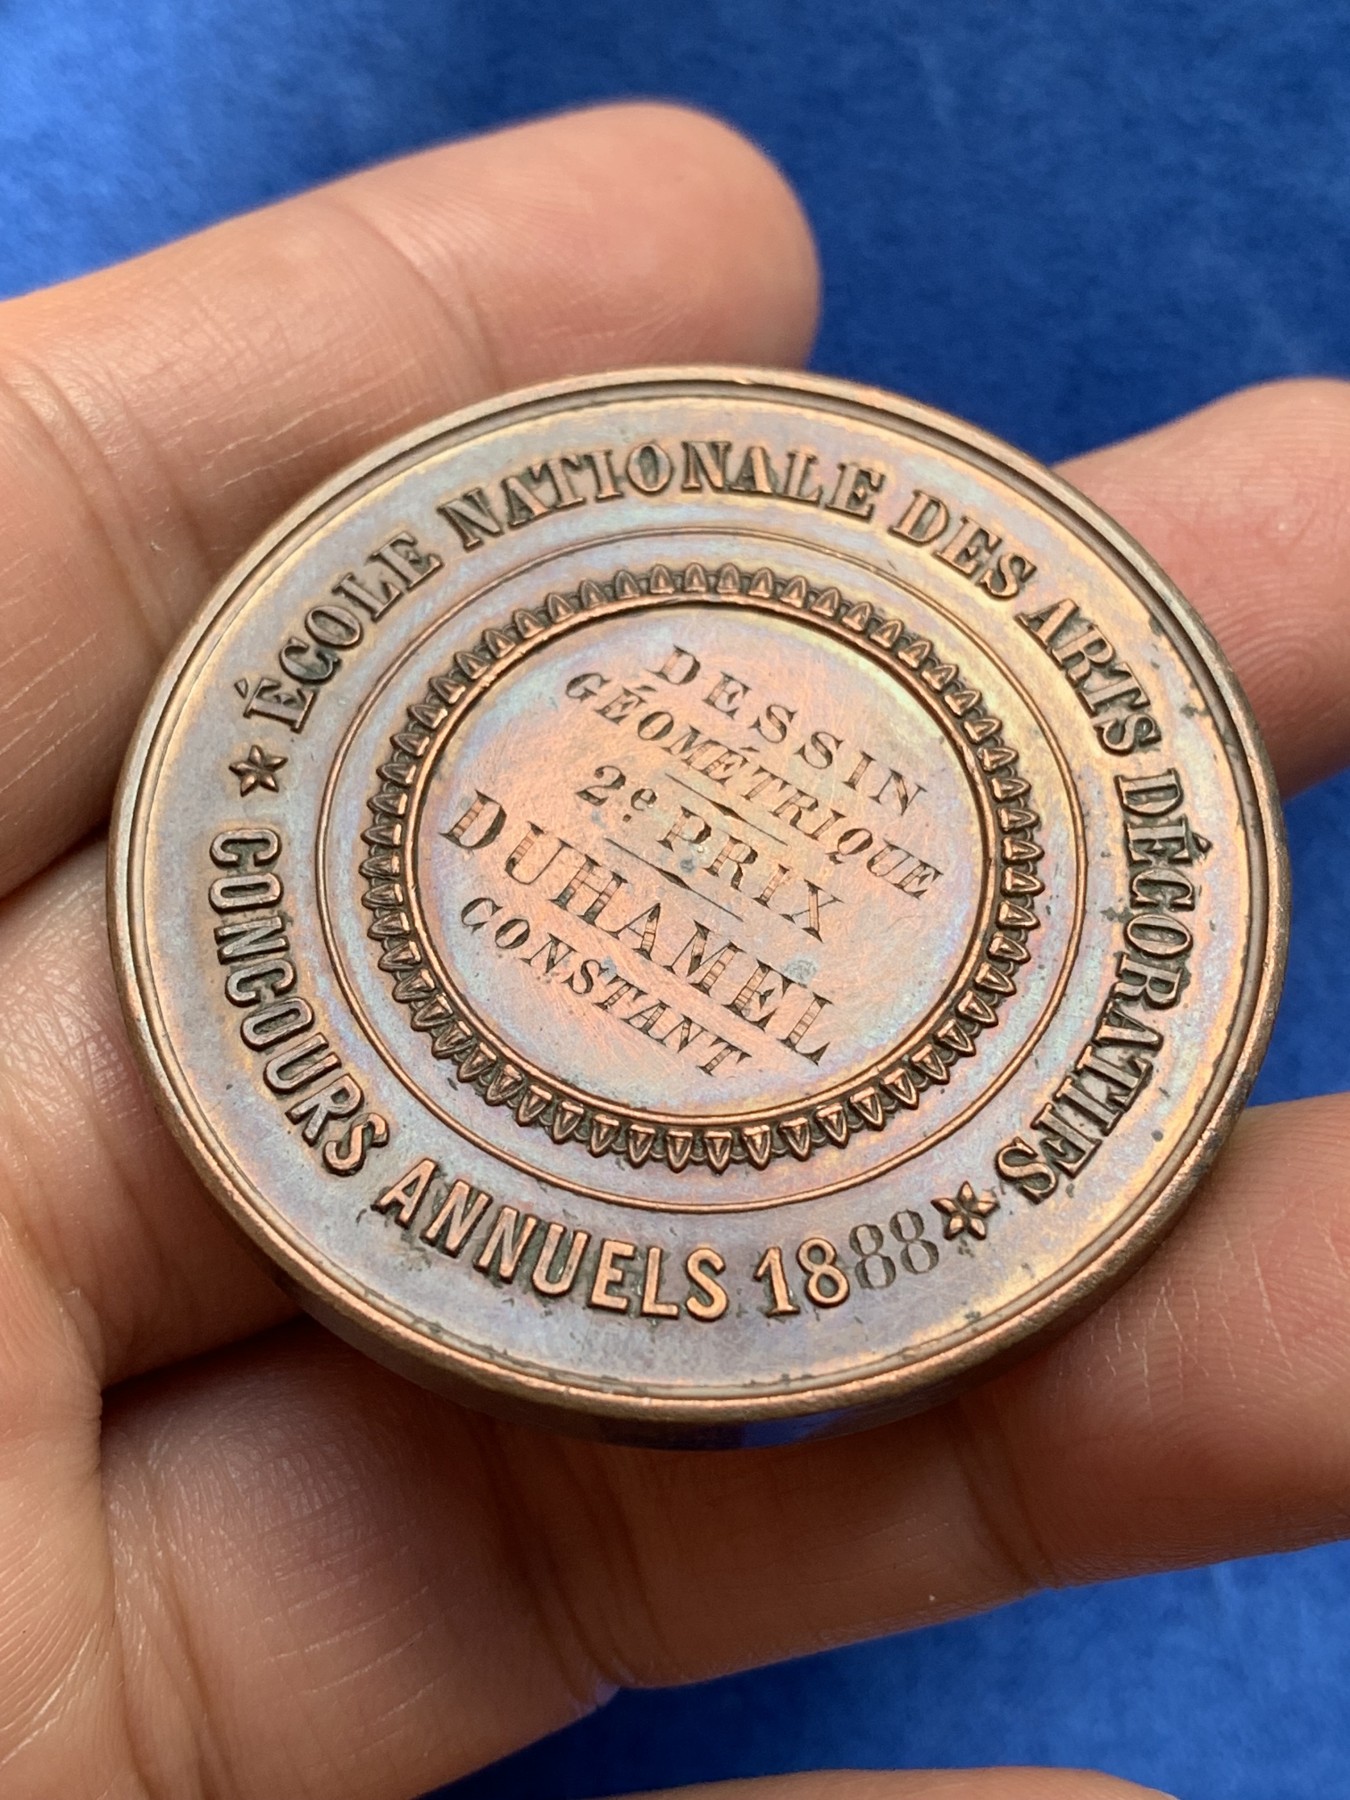 ÉCOLE NATIONALE DES ARTS DÉCORATIFS
CONCOURS ANNUELS 1888
DESSIN
GÉOMÉTRIQUE
2e PRIX
DUHAMEL
CONSTANT